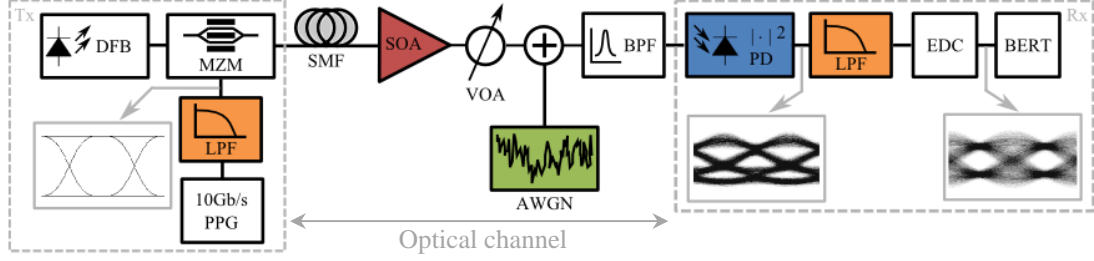 Tx
DFB
MZM
LPF
10Gb/s
PPG
SMF
SOA
VOA
AWGN
BPF
Optical channel
Rx
|·|²
PD
LPF
EDC
BERT